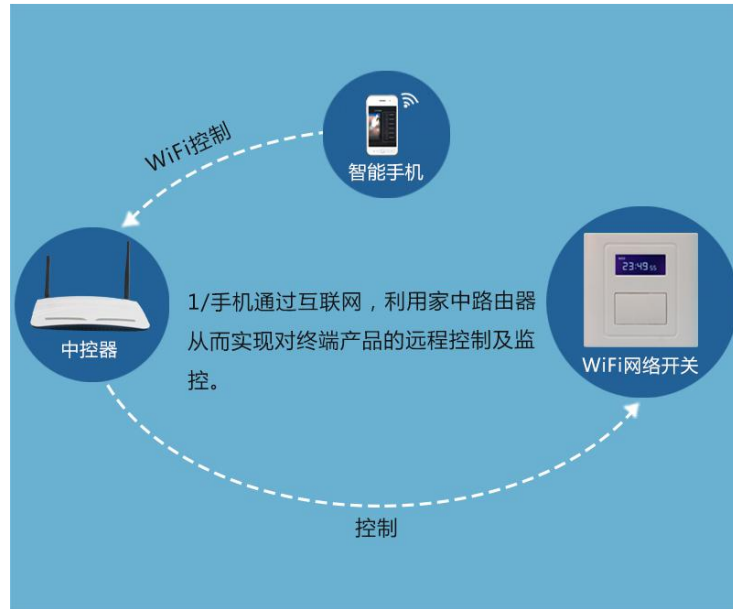 WiFi控制
智能手机
中控器
1/手机通过互联网，利用家中路由器
从而实现对终端产品的远程控制及监
控。
23:49 55
WiFi网络开关
控制